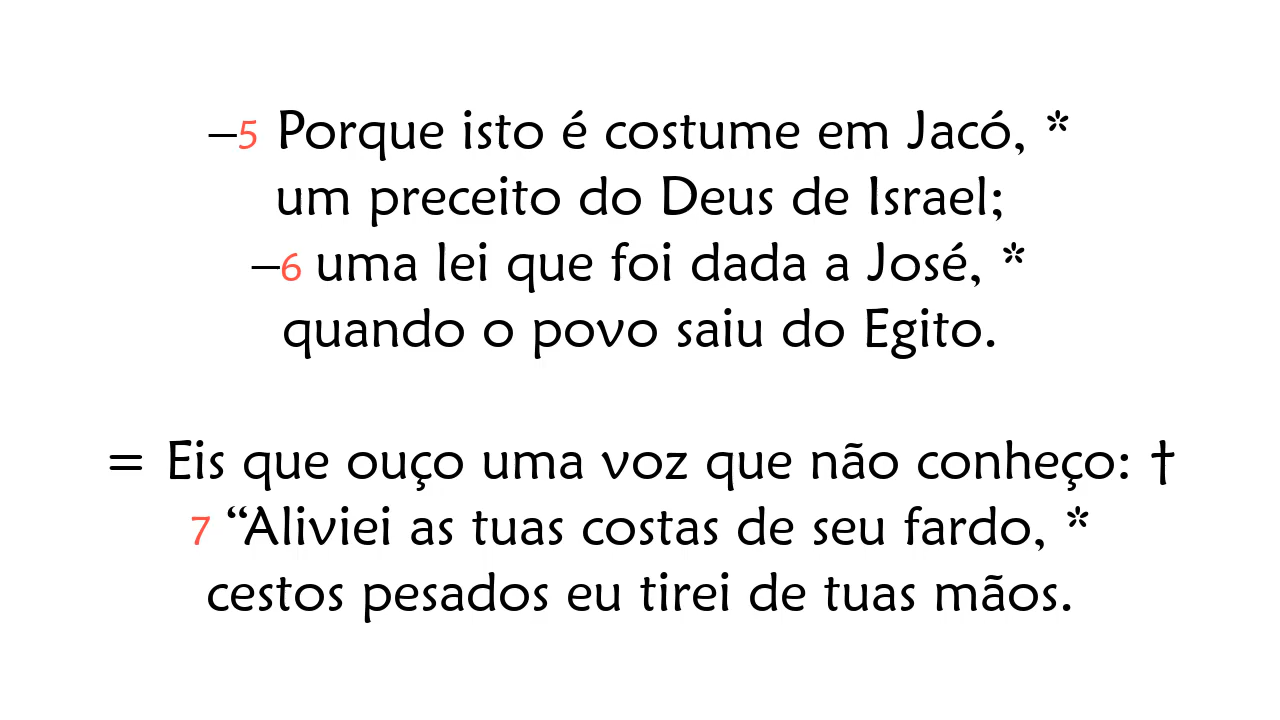 –5 Porque isto é costume em Jacó, *
um preceito do Deus de Israel;
–6 uma lei que foi dada a José, *
quando o povo saiu do Egito.
= Eis que ouço uma voz que não conheço: †
7 “Aliviei as tuas costas de seu fardo, *
cestos pesados eu tirei de tuas mãos.